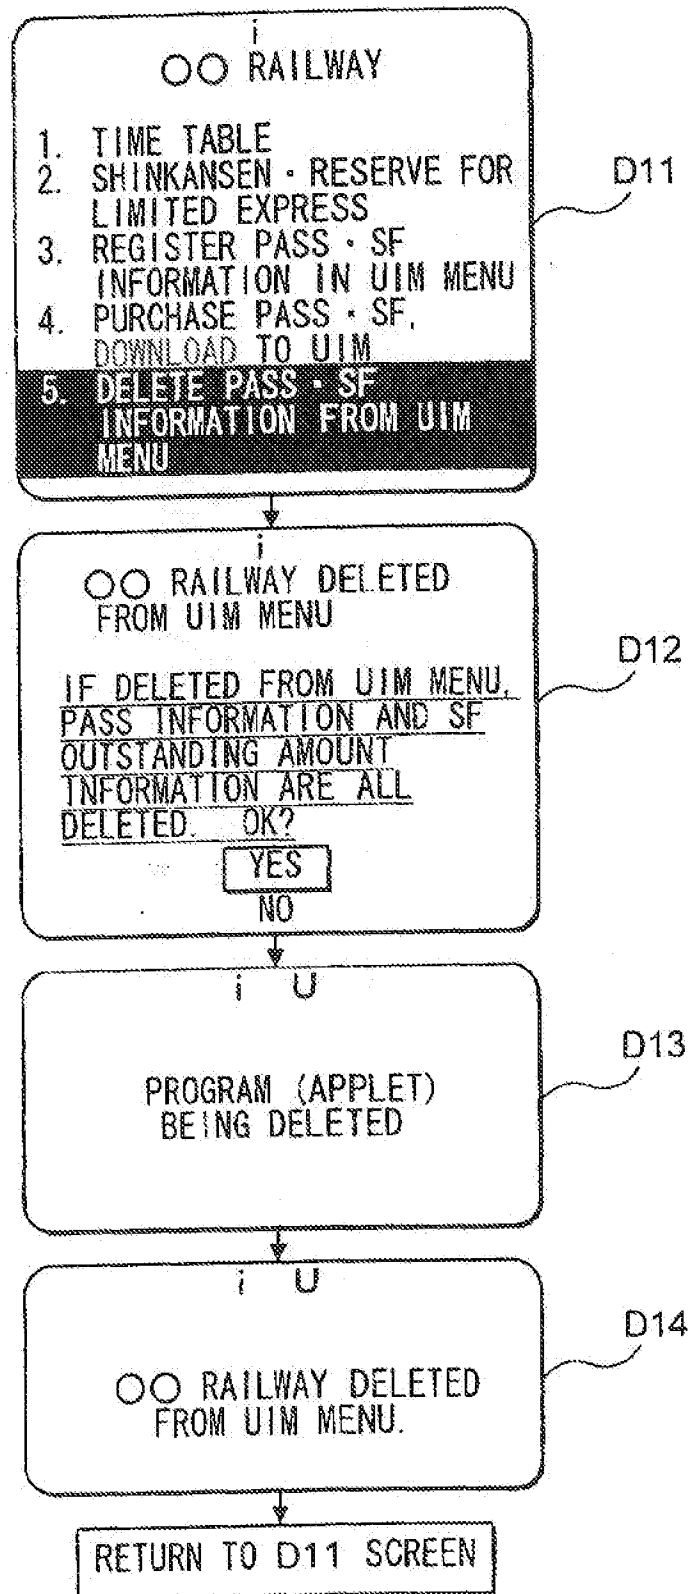 i
○○ RAILWAY
1. TIME TABLE
2. SHINKANSEN・RESERVE FOR
LIMITED EXPRESS
3. REGISTER PASS・SF
INFORMATION IN UIM MENU
4. PURCHASE PASS・SF,
DOWNLOAD TO UIM
5. DELETE PASS・SF
INFORMATION FROM UIM
MENU
D11
i
○○ RAILWAY DELETED
FROM UIM MENU
IF DELETED FROM UIM MENU,
PASS INFORMATION AND SF
OUTSTANDING AMOUNT
INFORMATION ARE ALL
DELETED. OK?
YES
NO
D12
i U
PROGRAM (APPLET)
BEING DELETED
D13
i U
○○ RAILWAY DELETED
FROM UIM MENU.
D14
RETURN TO D11 SCREEN